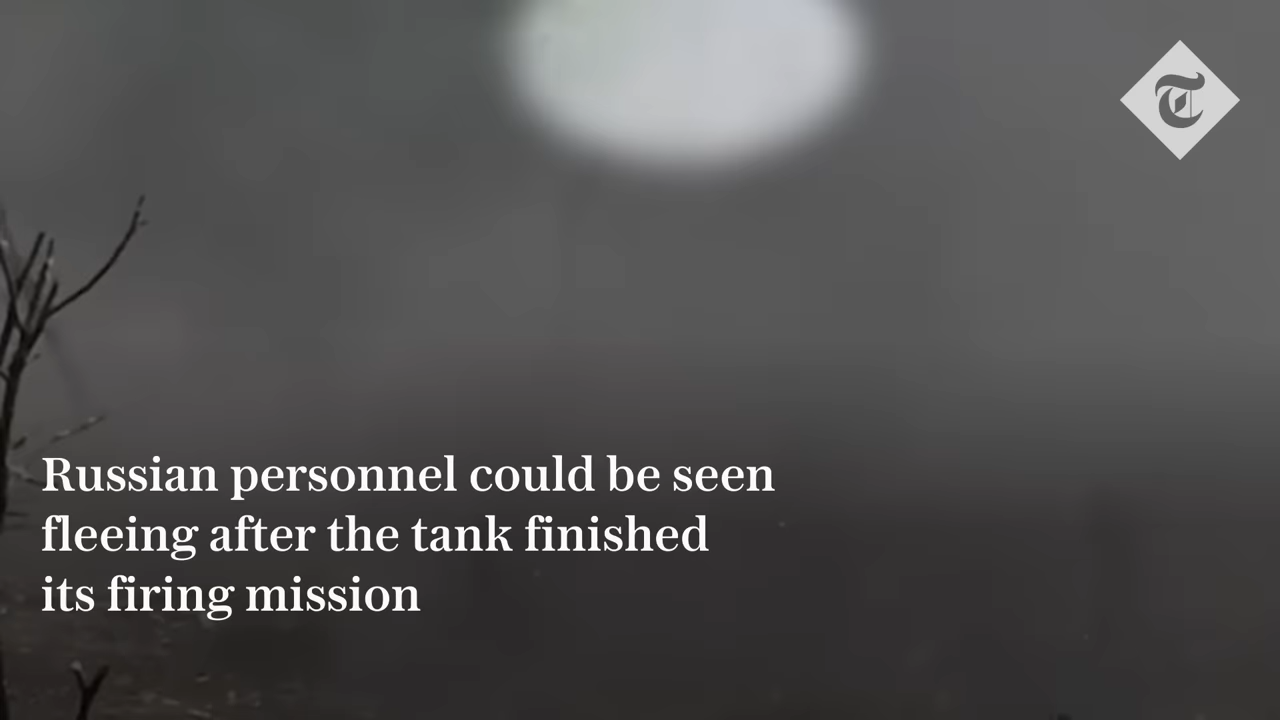 T
Russian personnel could be seen
fleeing after the tank finished
its firing mission